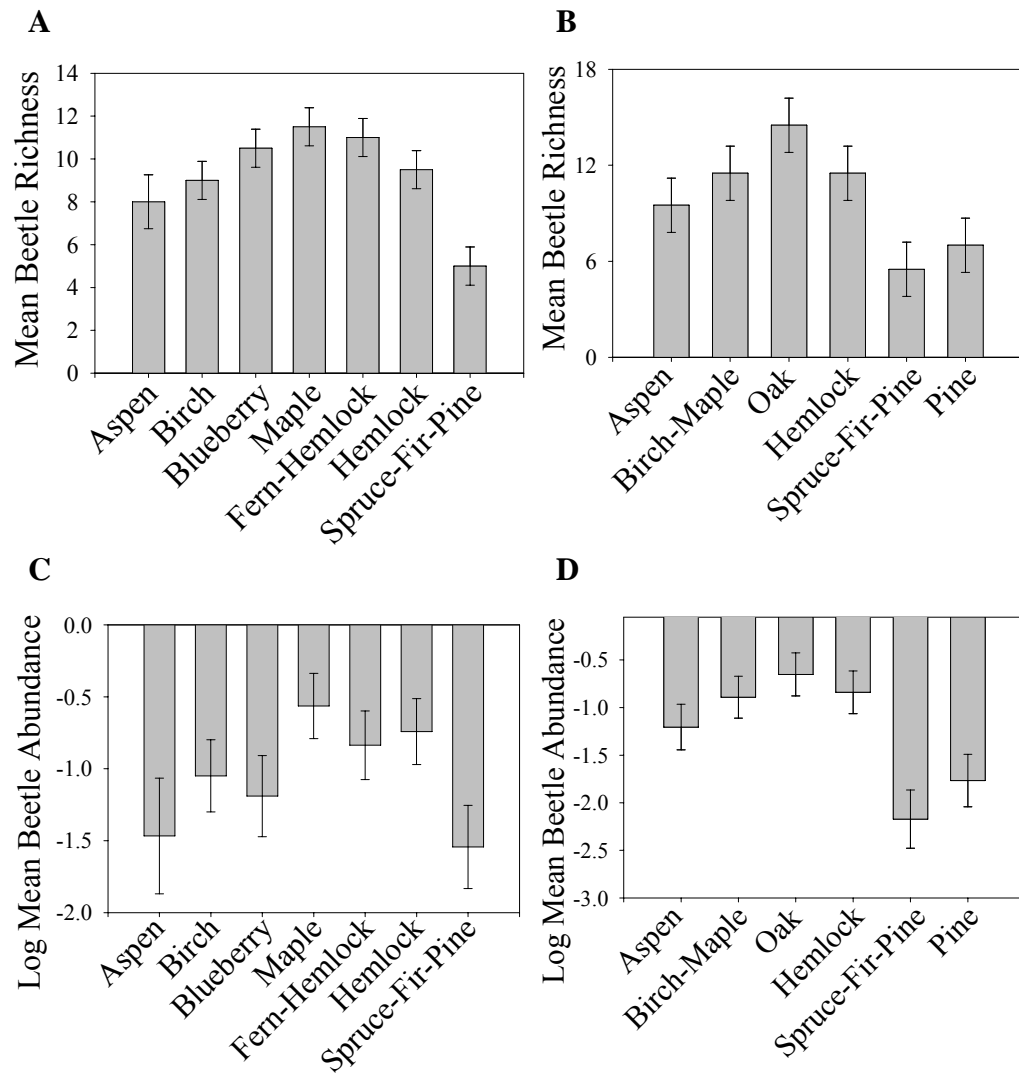 A
Mean Beetle Richness
14
12
10
8
6
4
2
0
Aspen
Birch
Blueberry
Maple
Fern-Hemlock
Hemlock
Spruce-Fir-Pine
B
Mean Beetle Richness
18
12
6
0
Aspen
Birch-Maple
Oak
Hemlock
Spruce-Fir-Pine
Pine
C
Log Mean Beetle Abundance
0.0
-0.5
-1.0
-1.5
-2.0
Aspen
Birch
Blueberry
Maple
Fern-Hemlock
Hemlock
Spruce-Fir-Pine
D
Log Mean Beetle Abundance
-0.5
-1.0
-1.5
-2.0
-2.5
-3.0
Aspen
Birch-Maple
Oak
Hemlock
Spruce-Fir-Pine
Pine